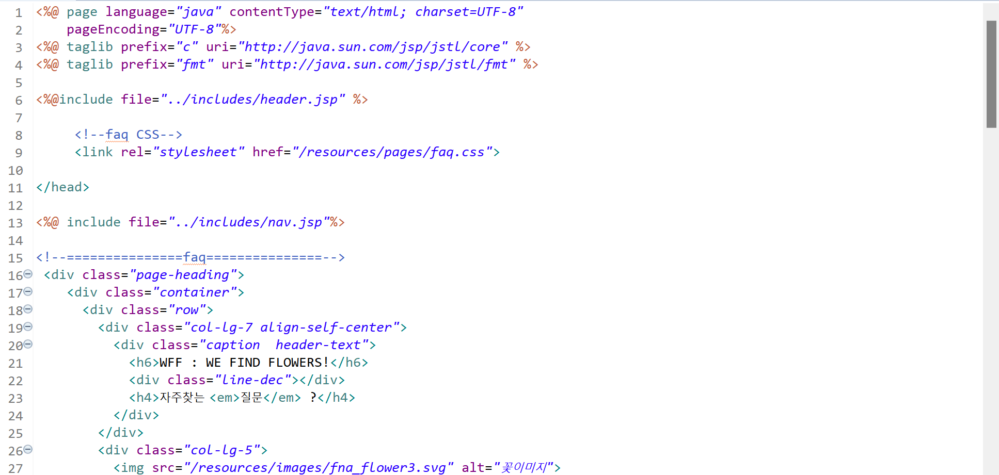 1 <%@ page language="java" contentType="text/html; charset=UTF-8"
2     pageEncoding="UTF-8"%>
3 <%@ taglib prefix="c" uri="http://java.sun.com/jsp/jstl/core" %>
4 <%@ taglib prefix="fmt" uri="http://java.sun.com/jsp/jstl/fmt" %>
5
6 <%@include file="../includes/header.jsp" %>
7
8      <!--faq CSS-->
9      <link rel="stylesheet" href="/resources/pages/faq.css">
10
11 </head>
12
13 <%@ include file="../includes/nav.jsp"%>
14
15 <!--=================faq===============-->
16  <div class="page-heading">
17     <div class="container">
18       <div class="row">
19         <div class="col-lg-7 align-self-center">
20           <div class="caption  header-text">
21             <h6>WFF : WE FIND FLOWERS!</h6>
22             <div class="line-dec"></div>
23             <h4>자주찾는 <em>질문</em> ?</h4>
24           </div>
25         </div>
26         <div class="col-lg-5">
27           <img src="/resources/images/fna_flower3.svg" alt="꽃이미지">